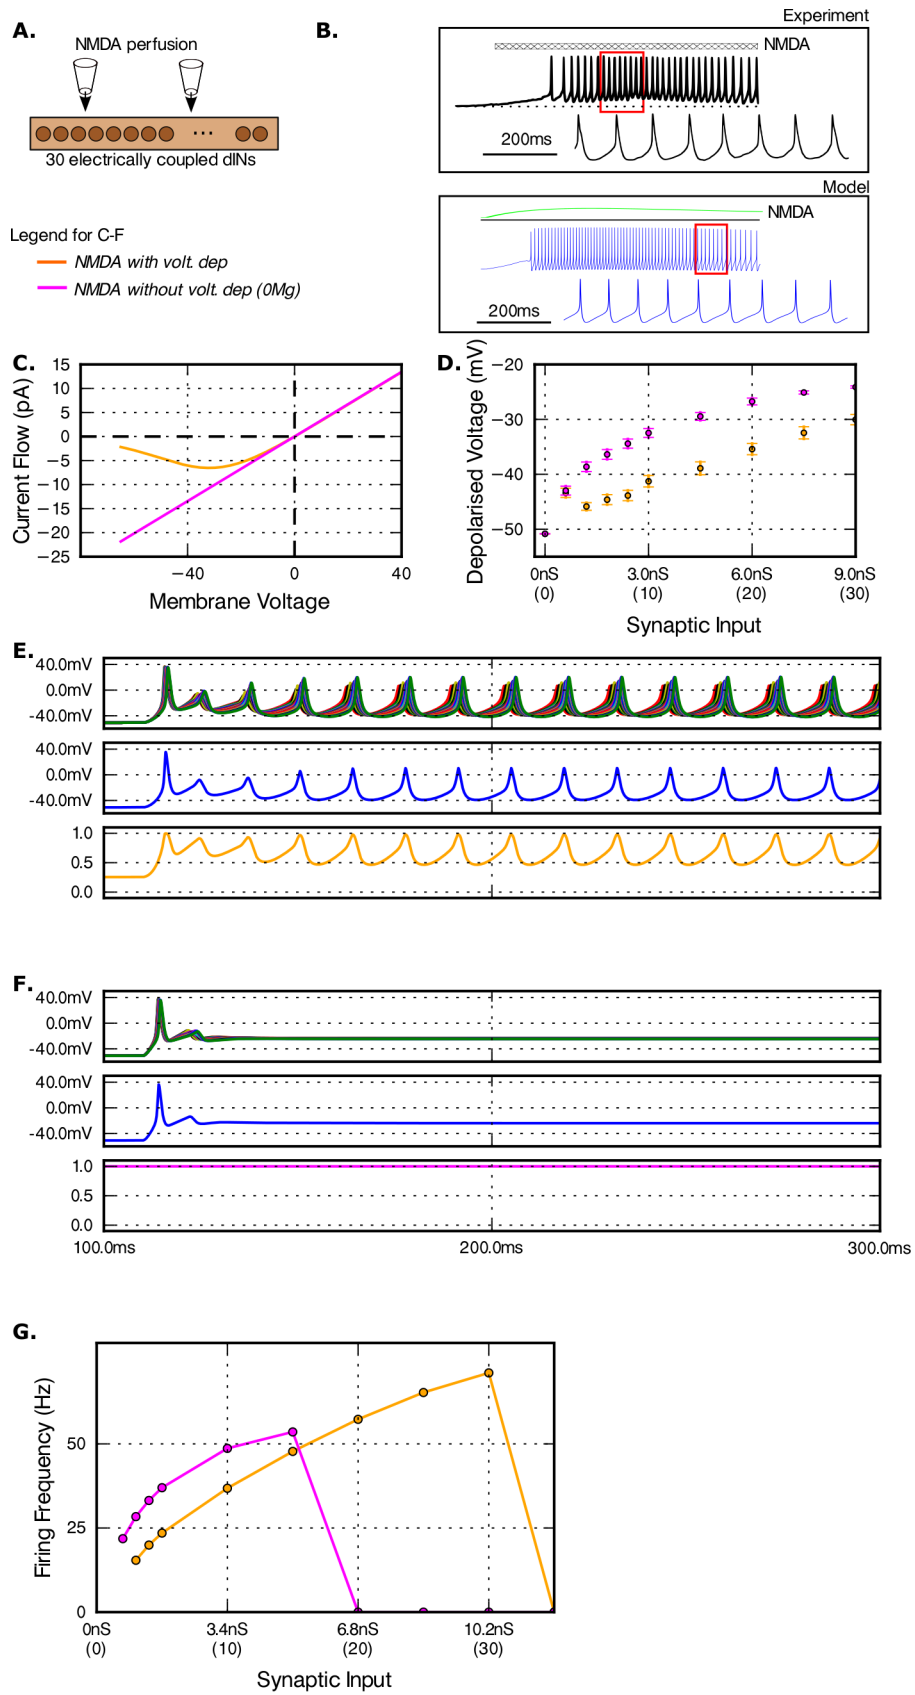 A.
NMDA perfusion
...
30 electrically coupled dINs
Legend for C-F
NMDA with volt. dep
NMDA without volt. dep (0Mg)
B.
Experiment
NMDA
200ms
Model
NMDA
200ms
C.
Current Flow (pA)
15
10
5
0
−5
−10
−15
−20
−25
−40 0 40
Membrane Voltage
D.
Depolarised Voltage (mV)
−20
−30
−40
−50
0nS 3.0nS 6.0nS 9.0nS
(0) (10) (20) (30)
Synaptic Input
E.
40.0mV
0.0mV
-40.0mV
40.0mV
0.0mV
-40.0mV
1.0
0.5
0.0
F.
40.0mV
0.0mV
-40.0mV
40.0mV
0.0mV
-40.0mV
1.0
0.5
0.0
100.0ms 200.0ms 300.0ms
G.
Firing Frequency (Hz)
50
25
0
0nS 3.4nS 6.8nS 10.2nS
(0) (10) (20) (30)
Synaptic Input